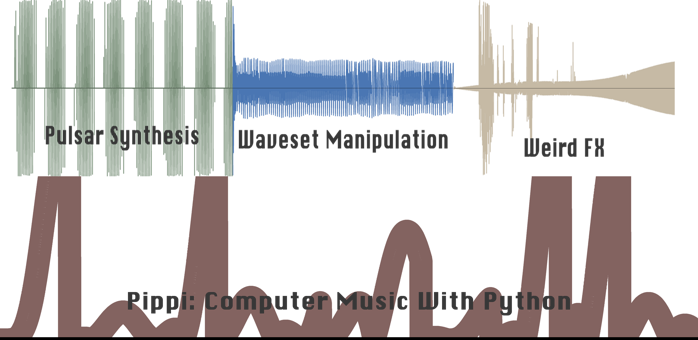 Pulsar Synthesis
Waveset Manipulation
Weird FX
Pippi: Computer Music With Python